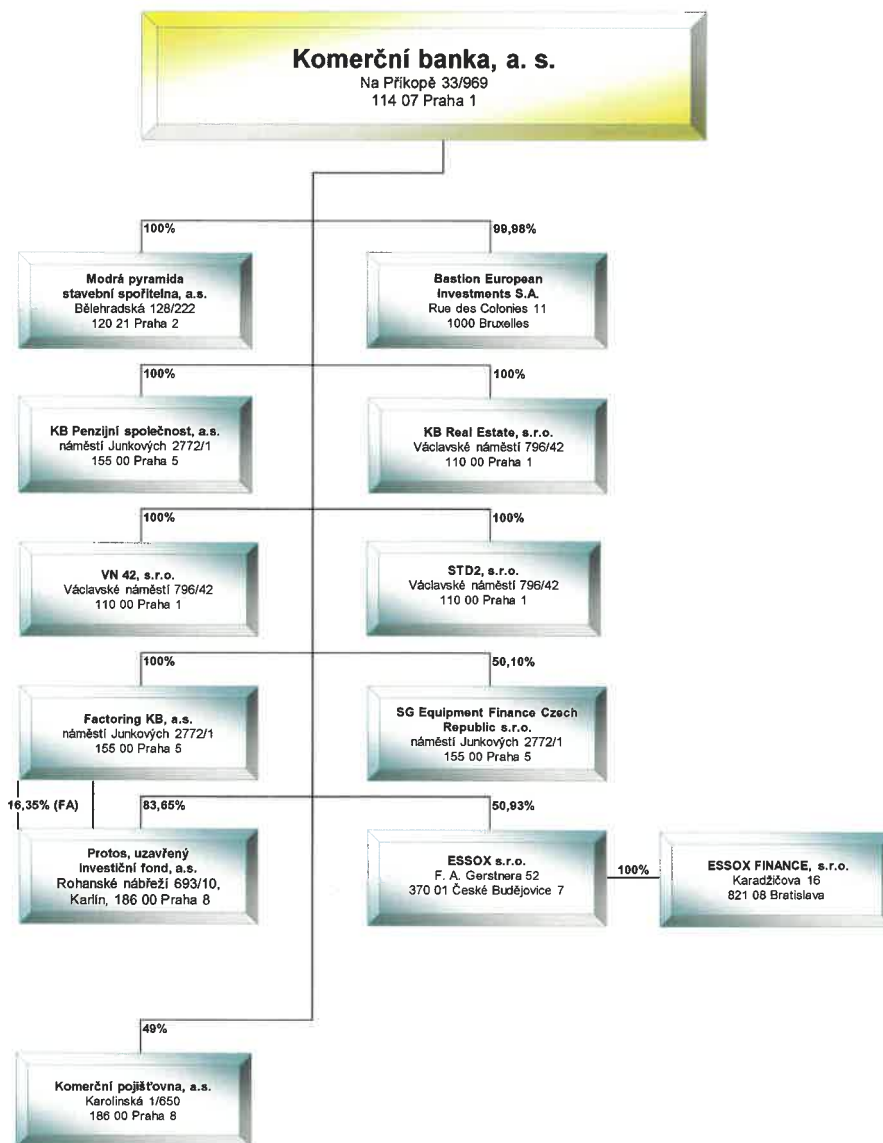 Komerční banka, a. s.
Na Příkopě 33/969
114 07 Praha 1
100%
99,98%
Modrá pyramida
stavební spořitelna, a.s.
Bělehradská 128/222
120 21 Praha 2
Bastion European
Investments S.A.
Rue des Colonies 11
1000 Bruxelles
100%
100%
KB Penzijní společnost, a.s.
náměstí Junkových 2772/1
155 00 Praha 5
KB Real Estate, s.r.o.
Václavské náměstí 796/42
110 00 Praha 1
100%
100%
VN 42, s.r.o.
Václavské náměstí 796/42
110 00 Praha 1
STD2, s.r.o.
Václavské náměstí 796/42
110 00 Praha 1
100%
50,10%
Factoring KB, a.s.
náměstí Junkových 2772/1
155 00 Praha 5
SG Equipment Finance Czech
Republic s.r.o.
náměstí Junkových 2772/1
155 00 Praha 5
16,35% (FA)
83,65%
50,93%
Protos, uzavřený
investiční fond, a.s.
Rohanské nábřeží 693/10,
Karlín, 186 00 Praha 8
ESSOX s.r.o.
F. A. Gerstnera 52
370 01 České Budějovice 7
100%
ESSOX FINANCE, s.r.o.
Karadžičova 16
821 08 Bratislava
49%
Komerční pojišťovna, a.s.
Karolinská 1/650
186 00 Praha 8